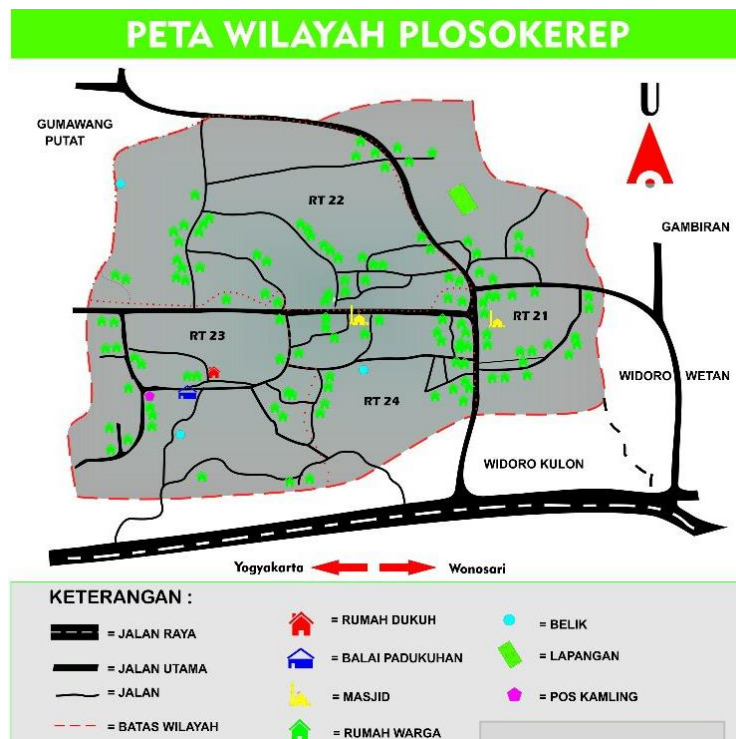 PETA WILAYAH PLOSOKEREP
GUMAWANG
PUTAT
U
RT 22
GAMBIRAN
RT 23
RT 21
RT 24
WIDORO WETAN
WIDORO KULON
Yogyakarta
Wonosari
KETERANGAN :
= JALAN RAYA
= JALAN UTAMA
= JALAN
= BATAS WILAYAH
= RUMAH DUKUH
= BALAI PADUKUHAN
= MASJID
= RUMAH WARGA
= BELIK
= LAPANGAN
= POS KAMLING